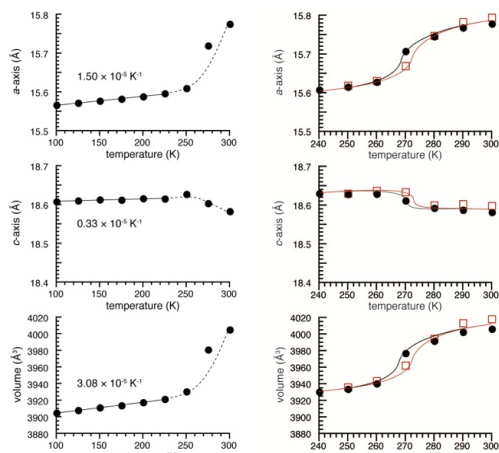 a-axis (Å)
15.8
15.7
15.6
15.5
1.50 × 10⁻⁵ K⁻¹
100 150 200 250 300
temperature (K)
a-axis (Å)
15.8
15.7
15.6
15.5
240 250 260 270 280 290 300
temperature (K)
c-axis (Å)
18.7
18.6
18.5
18.4
0.33 × 10⁻⁵ K⁻¹
100 150 200 250 300
temperature (K)
c-axis (Å)
18.7
18.6
18.5
18.4
240 250 260 270 280 290 300
temperature (K)
volume (Å³)
4020
4000
3980
3960
3940
3920
3900
3880
3.08 × 10⁻⁵ K⁻¹
100 150 200 250 300
volume (Å³)
4020
4000
3980
3960
3940
3920
3900
3880
240 250 260 270 280 290 300